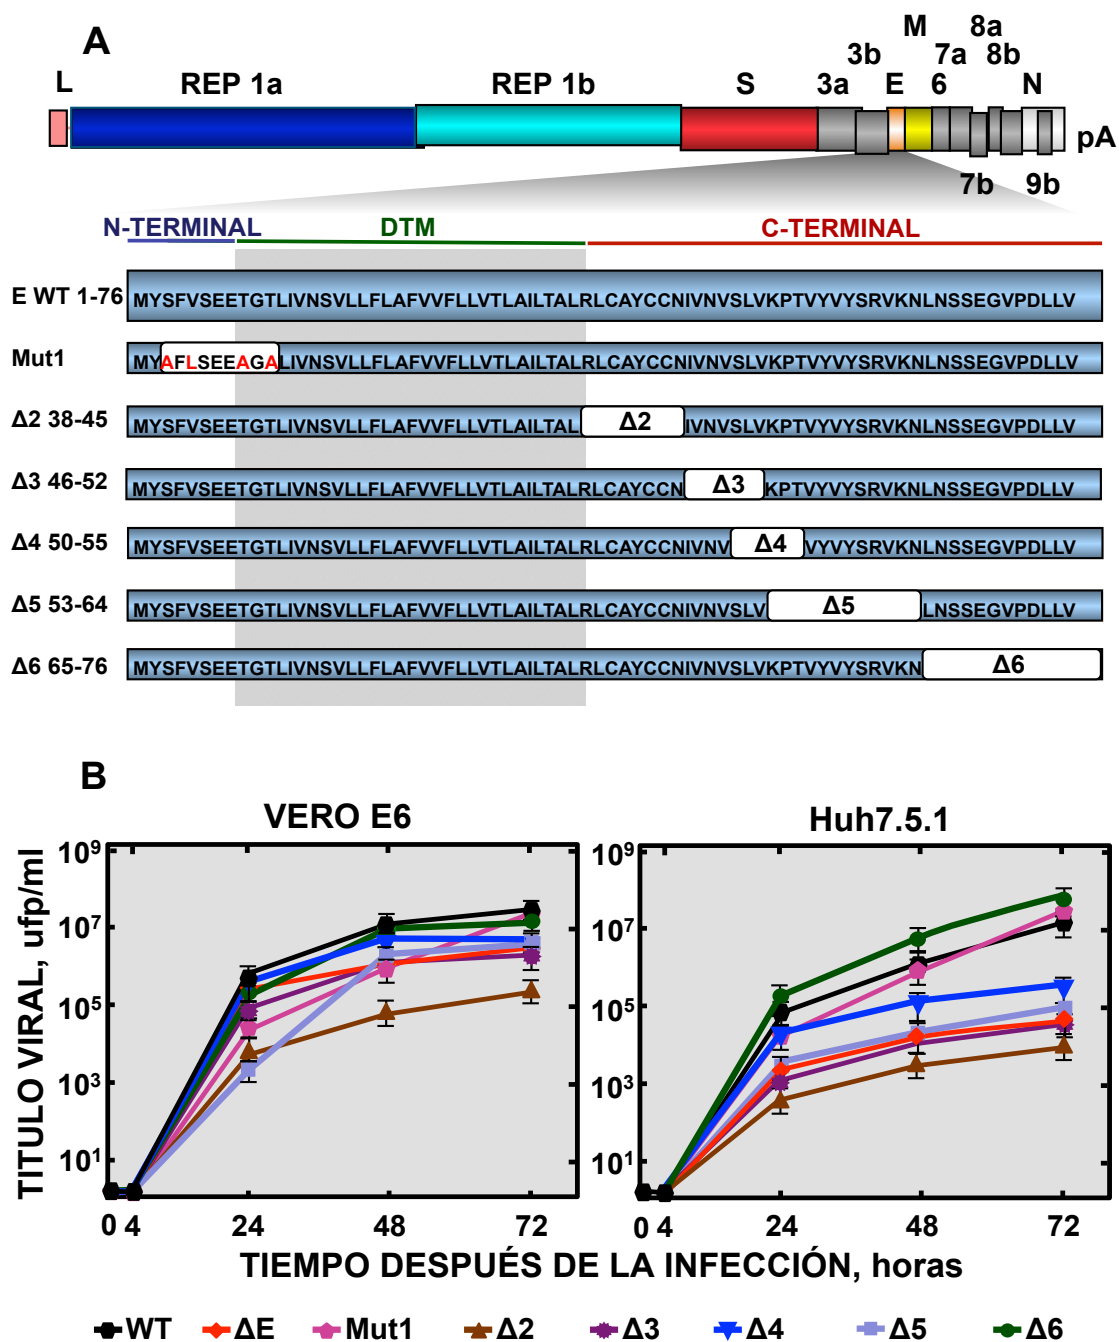 A
L REP 1a REP 1b S 3a 3b E M 6 7a 7b 8a 8b N 9b pA
N-TERMINAL DTM C-TERMINAL
E WT 1-76 MYSFVSEETGTLIVNSVLLFLAFVVFLLVTLAILTALRLCAYCCNIVNVSLVKPTVYVYSRVKNLNSSEGVPDLLV
Mut1 MYAFLSEEAGALIVNSVLLFLAFVVFLLVTLAILTALRLCAYCCNIVNVSLVKPTVYVYSRVKNLNSSEGVPDLLV
Δ2 38-45 MYSFVSEETGTLIVNSVLLFLAFVVFLLVTLAILTAL Δ2 IVNVSLVKPTVYVYSRVKNLNSSEGVPDLLV
Δ3 46-52 MYSFVSEETGTLIVNSVLLFLAFVVFLLVTLAILTALRLCAYCCN Δ3 KPTVYVYSRVKNLNSSEGVPDLLV
Δ4 50-55 MYSFVSEETGTLIVNSVLLFLAFVVFLLVTLAILTALRLCAYCCNIVNV Δ4 VYVYSRVKNLNSSEGVPDLLV
Δ5 53-64 MYSFVSEETGTLIVNSVLLFLAFVVFLLVTLAILTALRLCAYCCNIVNVSLV Δ5 LNSSEGVPDLLV
Δ6 65-76 MYSFVSEETGTLIVNSVLLFLAFVVFLLVTLAILTALRLCAYCCNIVNVSLVKPTVYVYSRVKN Δ6
B
VERO E6 Huh7.5.1
TITULO VIRAL, ufp/ml
10⁹ 10⁹
10⁷ 10⁷
10⁵ 10⁵
10³ 10³
10¹ 10¹
0 4 24 48 72 0 4 24 48 72
TIEMPO DESPUÉS DE LA INFECCIÓN, horas
WT ΔE Mut1 Δ2 Δ3 Δ4 Δ5 Δ6